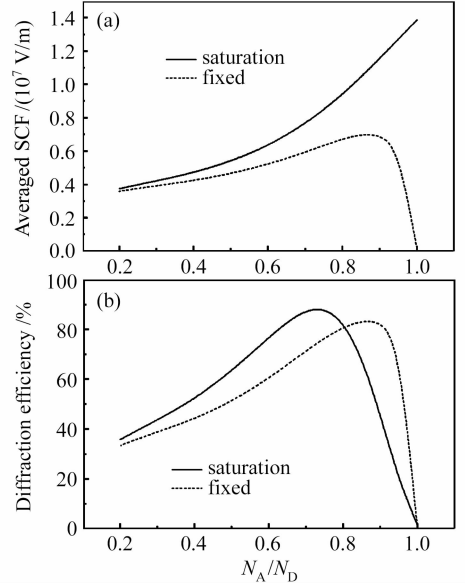 (a)
1.4
1.2
1.0
0.8
0.6
0.4
0.2
0.0
Averaged SCF /(10⁷ V/m)
saturation
fixed
0.2 0.4 0.6 0.8 1.0
(b)
100
80
60
40
20
0
Diffraction efficiency /%
saturation
fixed
0.2 0.4 0.6 0.8 1.0
N_A/N_D